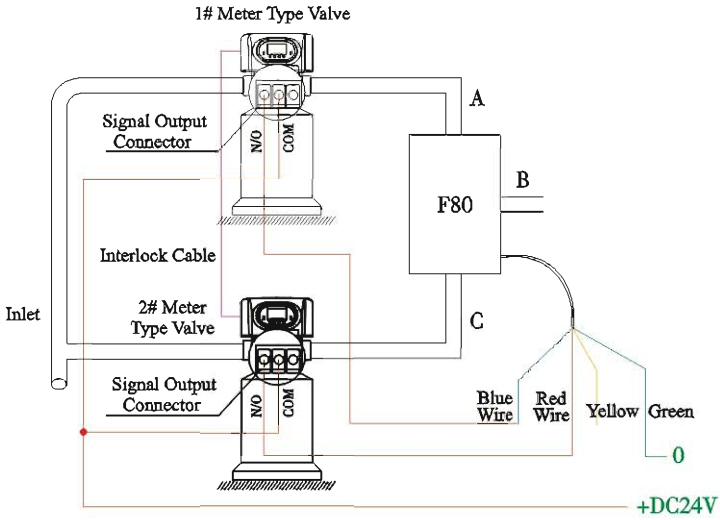 1# Meter Type Valve
A
Signal Output
Connector
N/O
COM
B
F80
Interlock Cable
Inlet
2# Meter
Type Valve
C
Signal Output
Connector
N/O
COM
Blue
Wire
Red
Wire
Yellow
Green
0
+DC24V